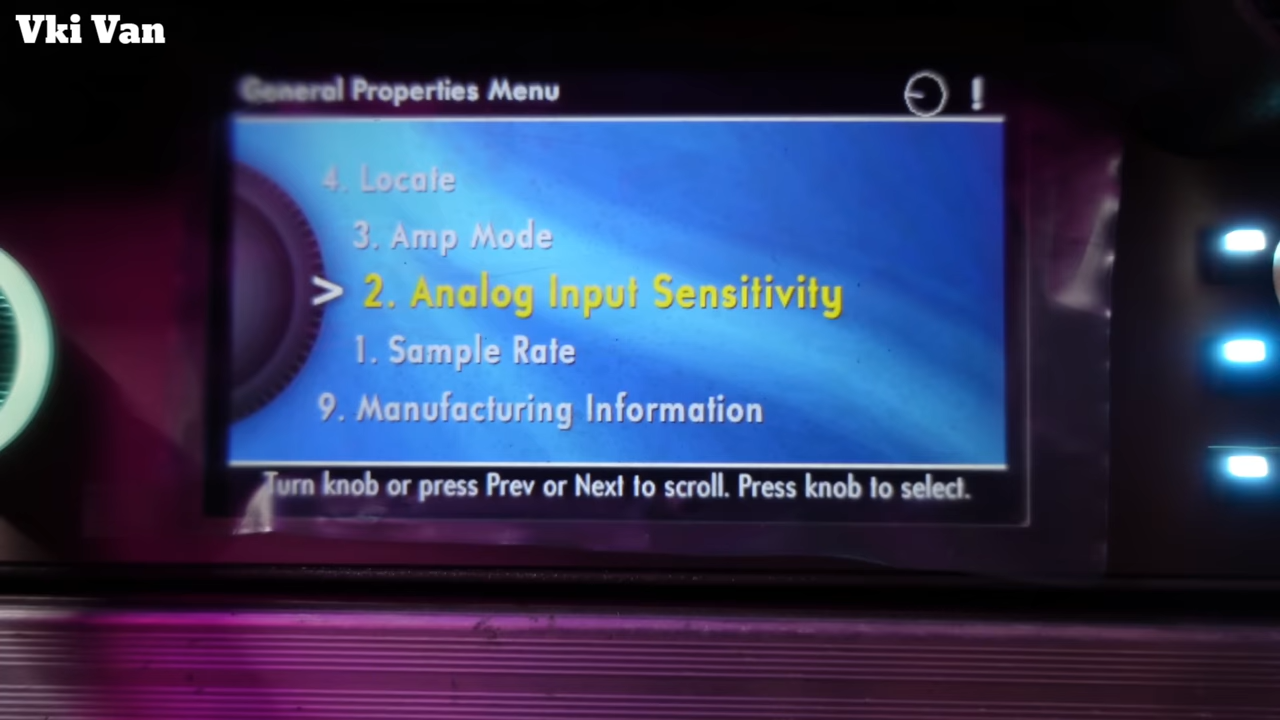 Vki Van
General Properties Menu
!
4. Locate
3. Amp Mode
> 2. Analog Input Sensitivity
1. Sample Rate
9. Manufacturing Information
Turn knob or press Prev or Next to scroll. Press knob to select.